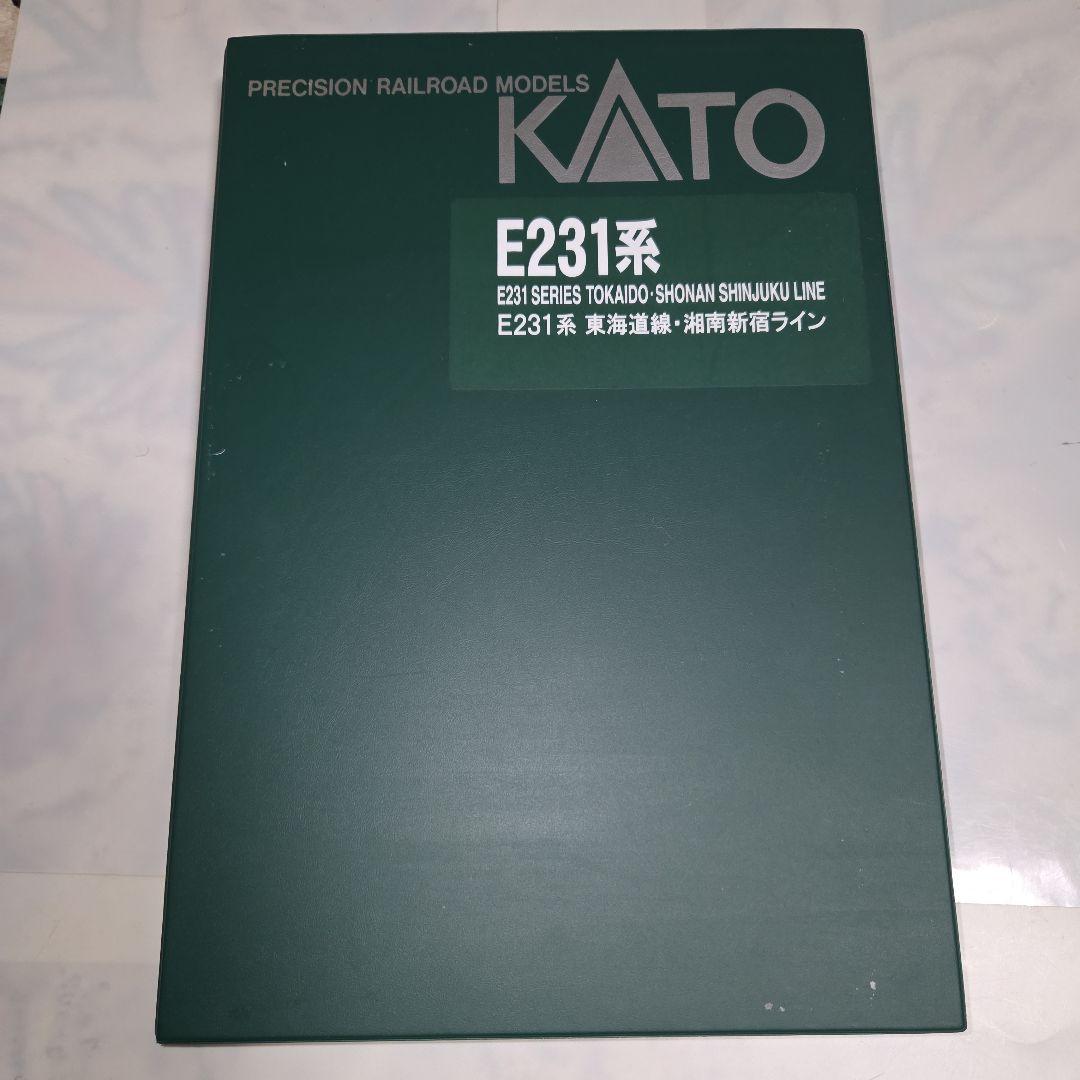 PRECISION RAILROAD MODELS
KATO
E231系
E231 SERIES TOKAIDO·SHONAN SHINJUKU LINE
E231系 東海道線・湘南新宿ライン